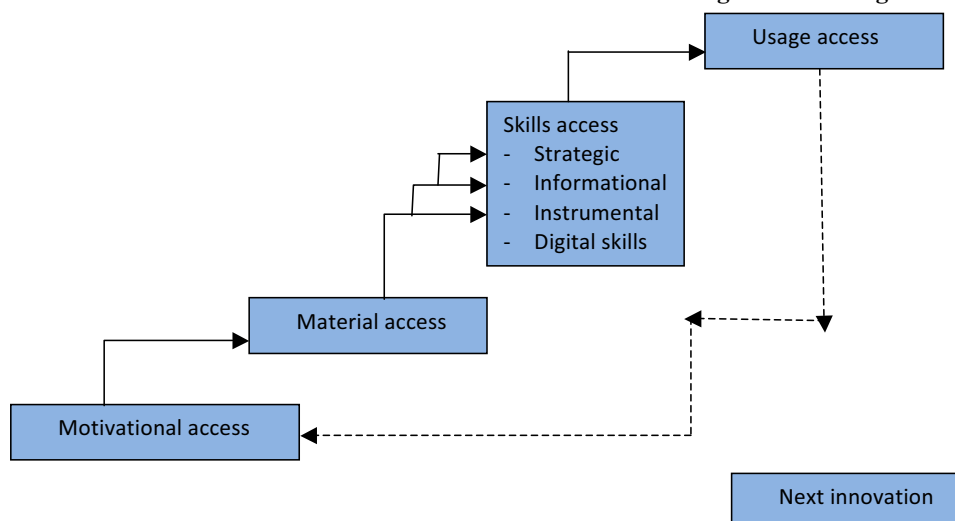 Usage access
Skills access
- Strategic
- Informational
- Instrumental
- Digital skills
Material access
Motivational access
Next innovation